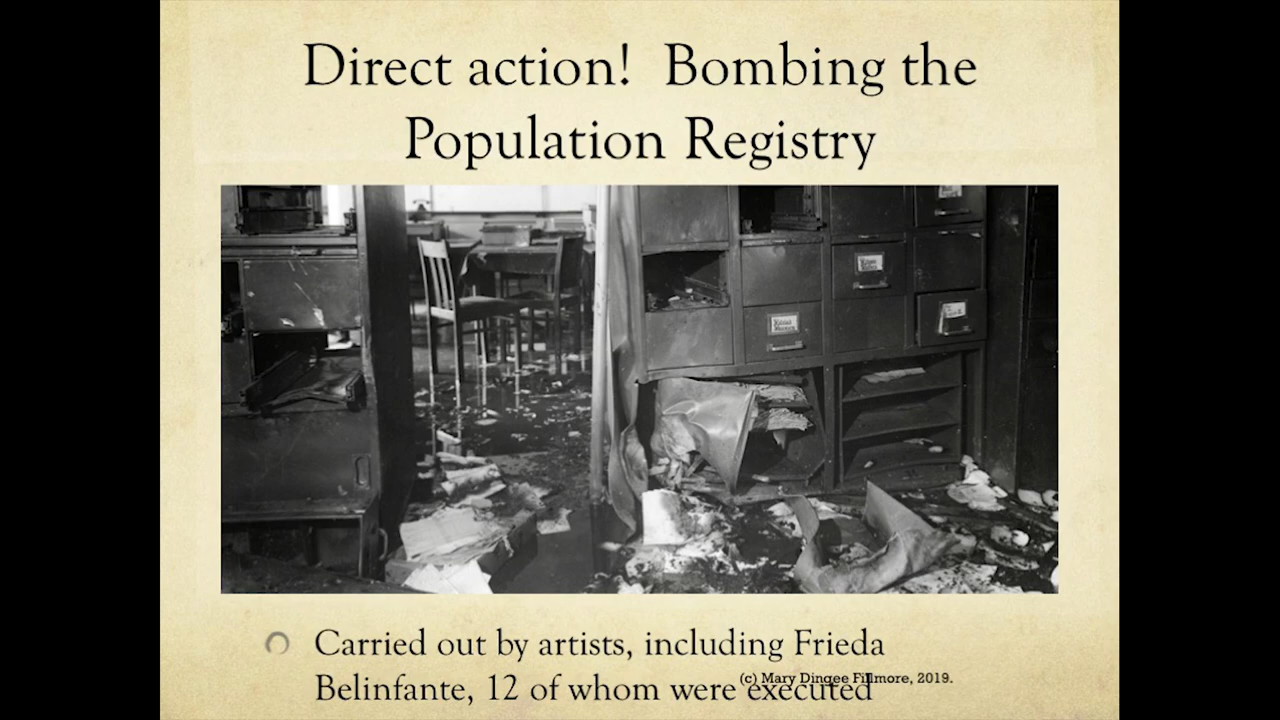 Direct action! Bombing the
Population Registry
Carried out by artists, including Frieda
Belinfante, 12 of whom were executed
(c) Mary Dingee Fillmore, 2019.